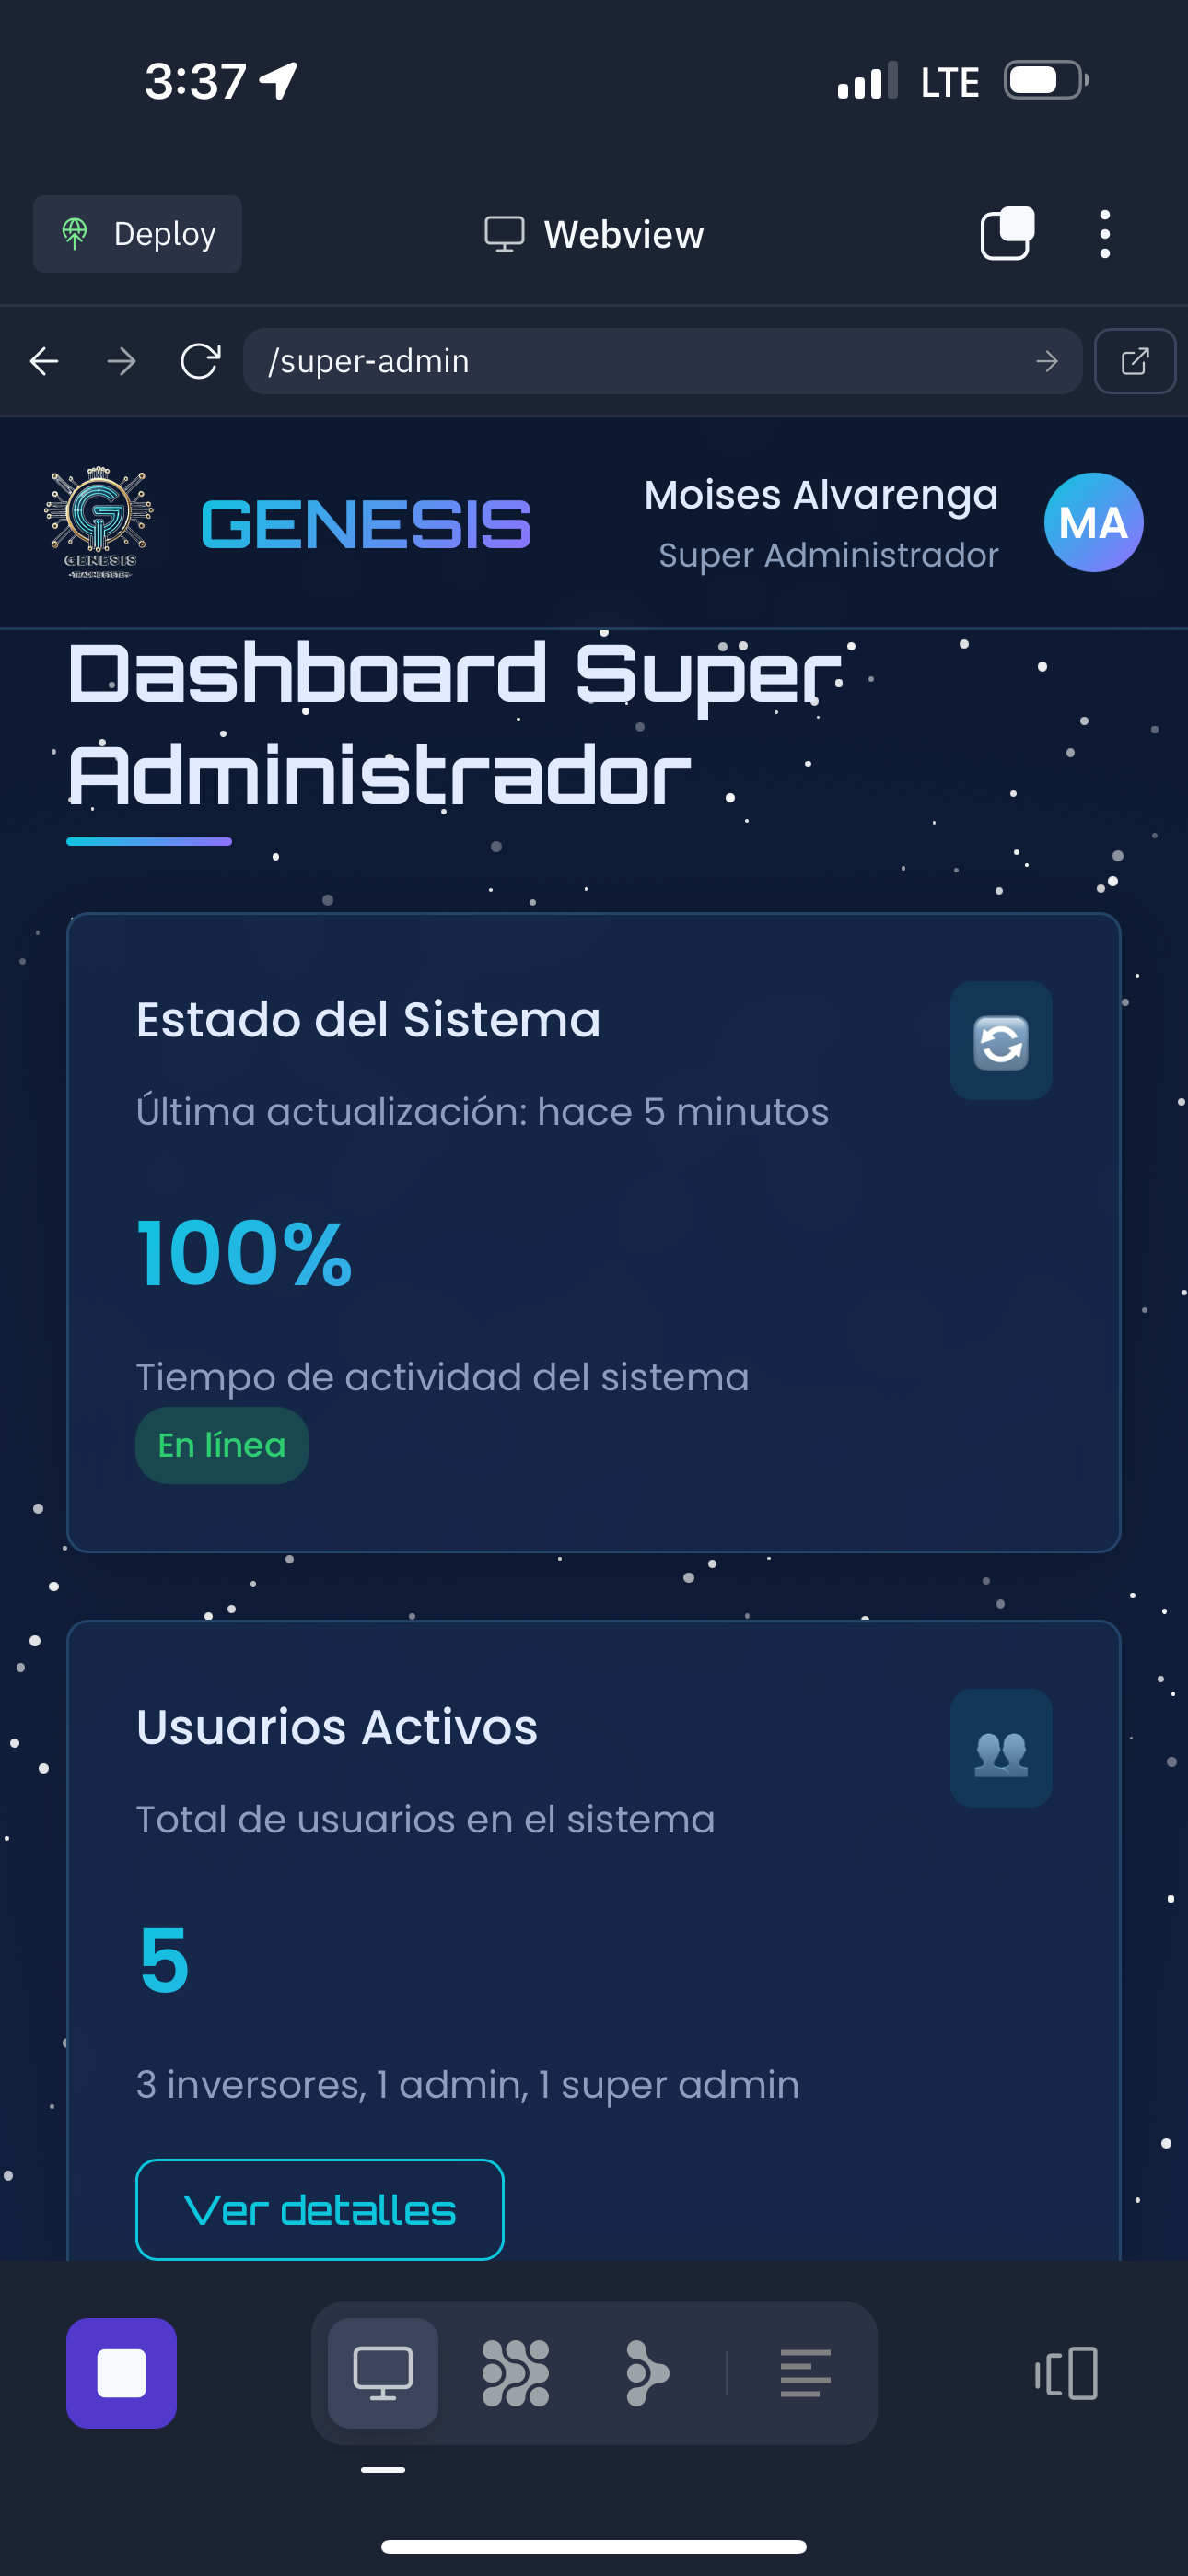 3:37
LTE
Deploy
Webview
/super-admin
GENESIS
-TRADING SYSTEM-
GENESIS
Moises Alvarenga
Super Administrador
MA
Dashboard Super
Administrador
Estado del Sistema
Última actualización: hace 5 minutos
100%
Tiempo de actividad del sistema
En línea
Usuarios Activos
Total de usuarios en el sistema
5
3 inversores, 1 admin, 1 super admin
Ver detalles